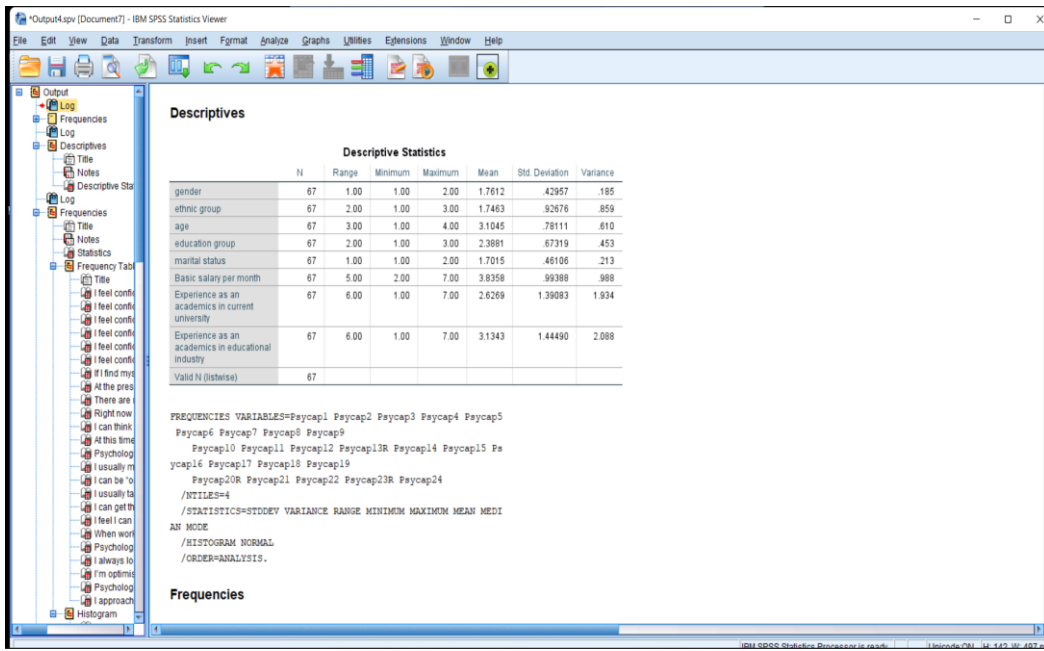 *Output4.spv [Document7] - IBM SPSS Statistics Viewer
File Edit View Data Transform Insert Format Analyze Graphs Utilities Extensions Window Help
Output
Log
Frequencies
Log
Descriptives
Title
Notes
Descriptive Sta
Log
Frequencies
Title
Notes
Statistics
Frequency Tabl
Title
I feel confic
I feel confic
I feel confic
I feel confic
I feel confic
I feel confic
If I find mys
At the pres
There are
Right now
I can think
At this time
Psycholog
I usually m
I can be "o
I usually ta
I can get th
I feel I can
When worl
Psycholog
I always lo
I'm optimis
Psycholog
I approach
Histogram
Descriptives
Descriptive Statistics
N Range Minimum Maximum Mean Std. Deviation Variance
gender 67 1.00 1.00 2.00 1.7612 .42957 .185
ethnic group 67 2.00 1.00 3.00 1.7463 .92676 .859
age 67 3.00 1.00 4.00 3.1045 .78111 .610
education group 67 2.00 1.00 3.00 2.3881 .67319 .453
marital status 67 1.00 1.00 2.00 1.7015 .46106 .213
Basic salary per month 67 5.00 2.00 7.00 3.8358 .99388 .988
Experience as an 67 6.00 1.00 7.00 2.6269 1.39083 1.934
academics in current
university
Experience as an 67 6.00 1.00 7.00 3.1343 1.44490 2.088
academics in educational
industry
Valid N (listwise) 67
FREQUENCIES VARIABLES=Psycap1 Psycap2 Psycap3 Psycap4 Psycap5
Psycap6 Psycap7 Psycap8 Psycap9
Psycap10 Psycap11 Psycap12 Psycap13R Psycap14 Psycap15 Ps
ycap16 Psycap17 Psycap18 Psycap19
Psycap20R Psycap21 Psycap22 Psycap23R Psycap24
/NTILES=4
/STATISTICS=STDDEV VARIANCE RANGE MINIMUM MAXIMUM MEAN MEDI
AN MODE
/HISTOGRAM NORMAL
/ORDER=ANALYSIS.
Frequencies
IBM SPSS Statistics Processor is ready Unicode:ON H: 142, W: 497